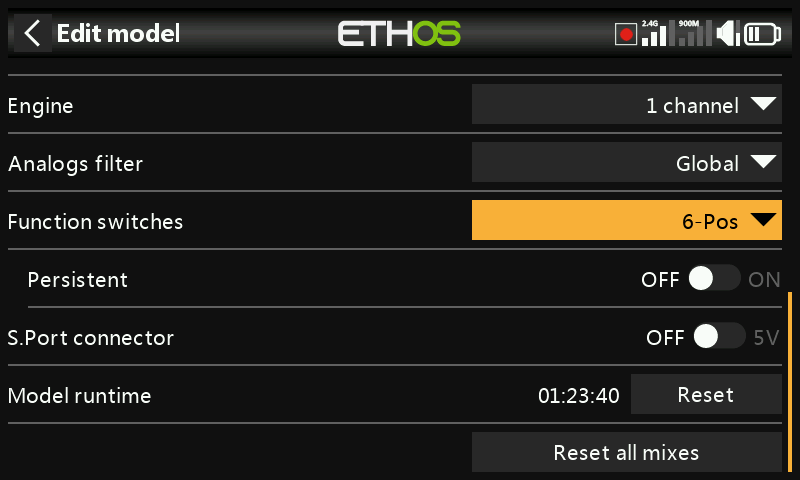 Edit model
ETHOS
2.4G
900M
Engine
1 channel
Analogs filter
Global
Function switches
6-Pos
Persistent
OFF ON
S.Port connector
OFF 5V
Model runtime
01:23:40
Reset
Reset all mixes